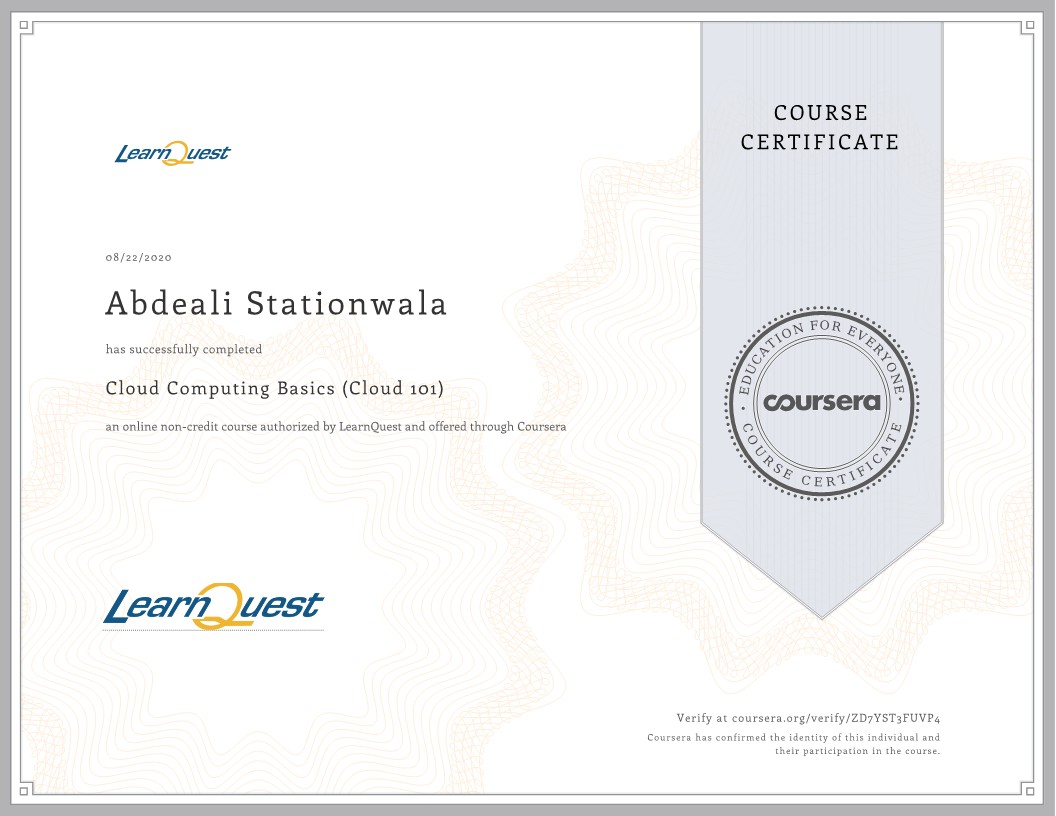 COURSE
CERTIFICATE
LearnQuest
08/22/2020
Abdeali Stationwala
has successfully completed
Cloud Computing Basics (Cloud 101)
an online non-credit course authorized by LearnQuest and offered through Coursera
• EDUCATION FOR EVERYONE •
coursera
COURSE CERTIFICATE
LearnQuest
Verify at coursera.org/verify/ZD7YST3FUVP4
Coursera has confirmed the identity of this individual and
their participation in the course.